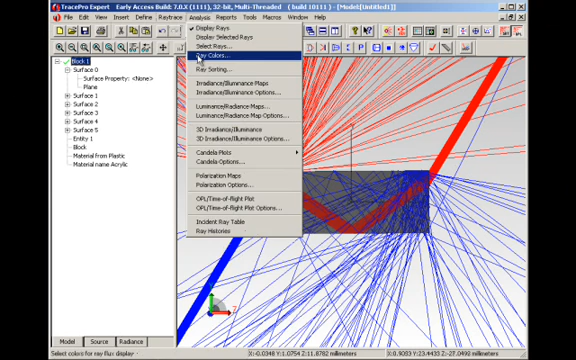 TracePro Expert Early Access Build: 7.0.X (1111), 32-bit, Multi-Threaded ( build 10111 ) - [Model:[Untitled1]]
File Edit View Insert Define Raytrace Analysis Reports Tools Macros Window Help
Display Rays
Display Selected Rays
Select Rays...
Ray Colors...
Ray Sorting...
Irradiance/Illuminance Maps
Irradiance/Illuminance Options...
Luminance/Radiance Maps...
Luminance/Radiance Map Options...
3D Irradiance/Illuminance
3D Irradiance/Illuminance Options...
Candela Plots
Candela Options...
Polarization Maps
Polarization Options...
OPL/Time-of-flight Plot
OPL/Time-of-flight Plot Options...
Incident Ray Table
Ray Histories
Block 1
Surface 0
Surface Property: <None>
Plane
Surface 1
Surface 2
Surface 3
Surface 4
Surface 5
Entity 1
Block
Material from Plastic
Material name Acrylic
Z
Model Source Radiance
Select colors for ray flux display